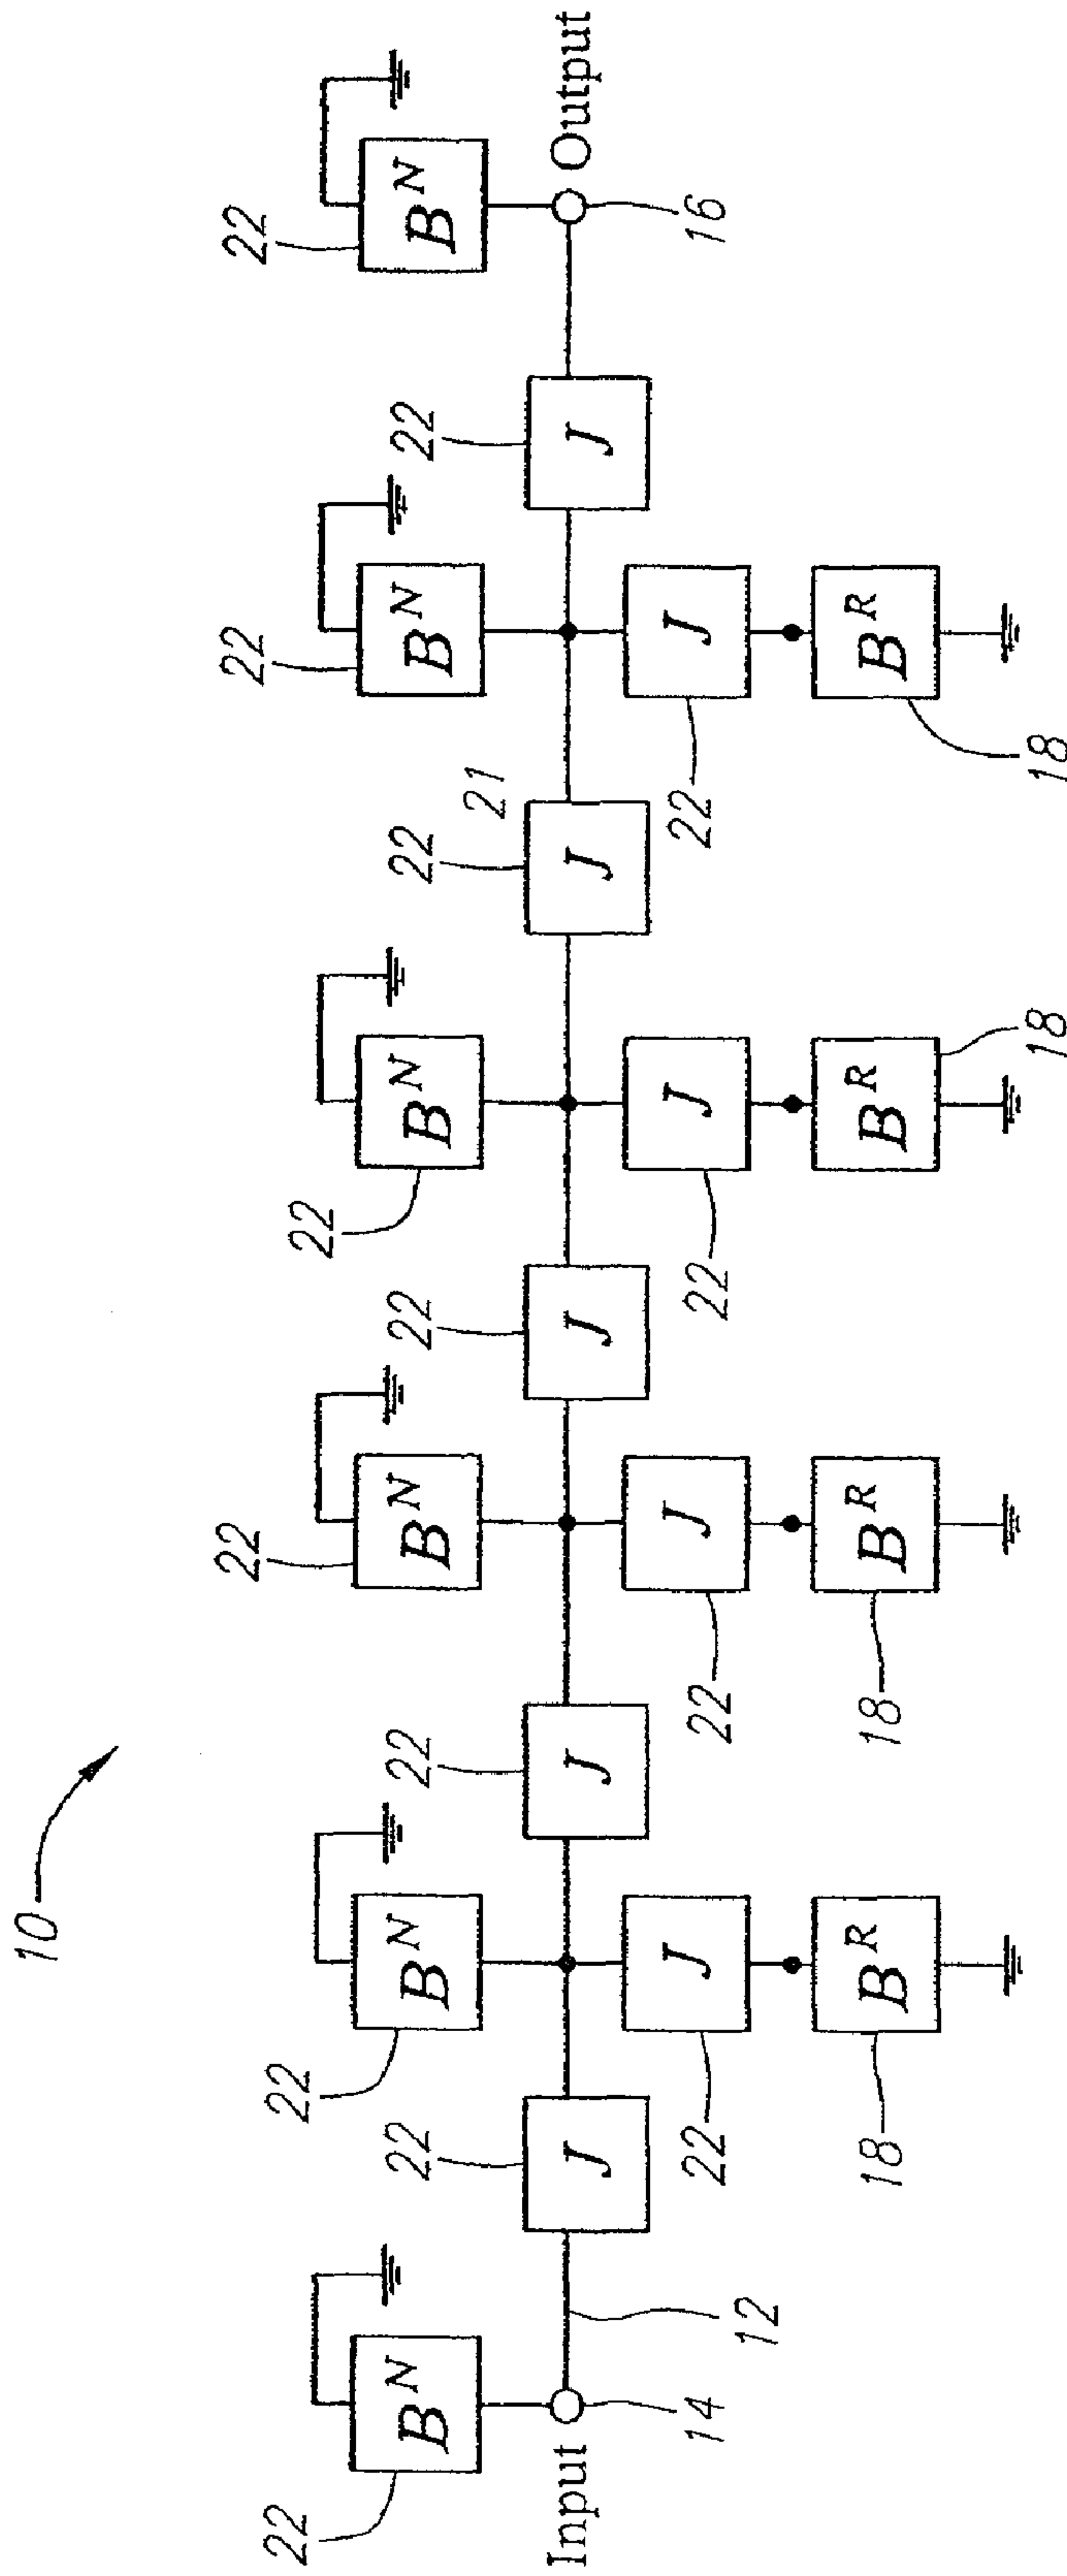 10
22 22 22 22 22 22
B^N B^N B^N B^N B^N B^N
22 22 22 22 22
21
Input J J J J J Output
14 12 16
J J J J
22 22 22 22
B^R B^R B^R B^R
18 18 18 18